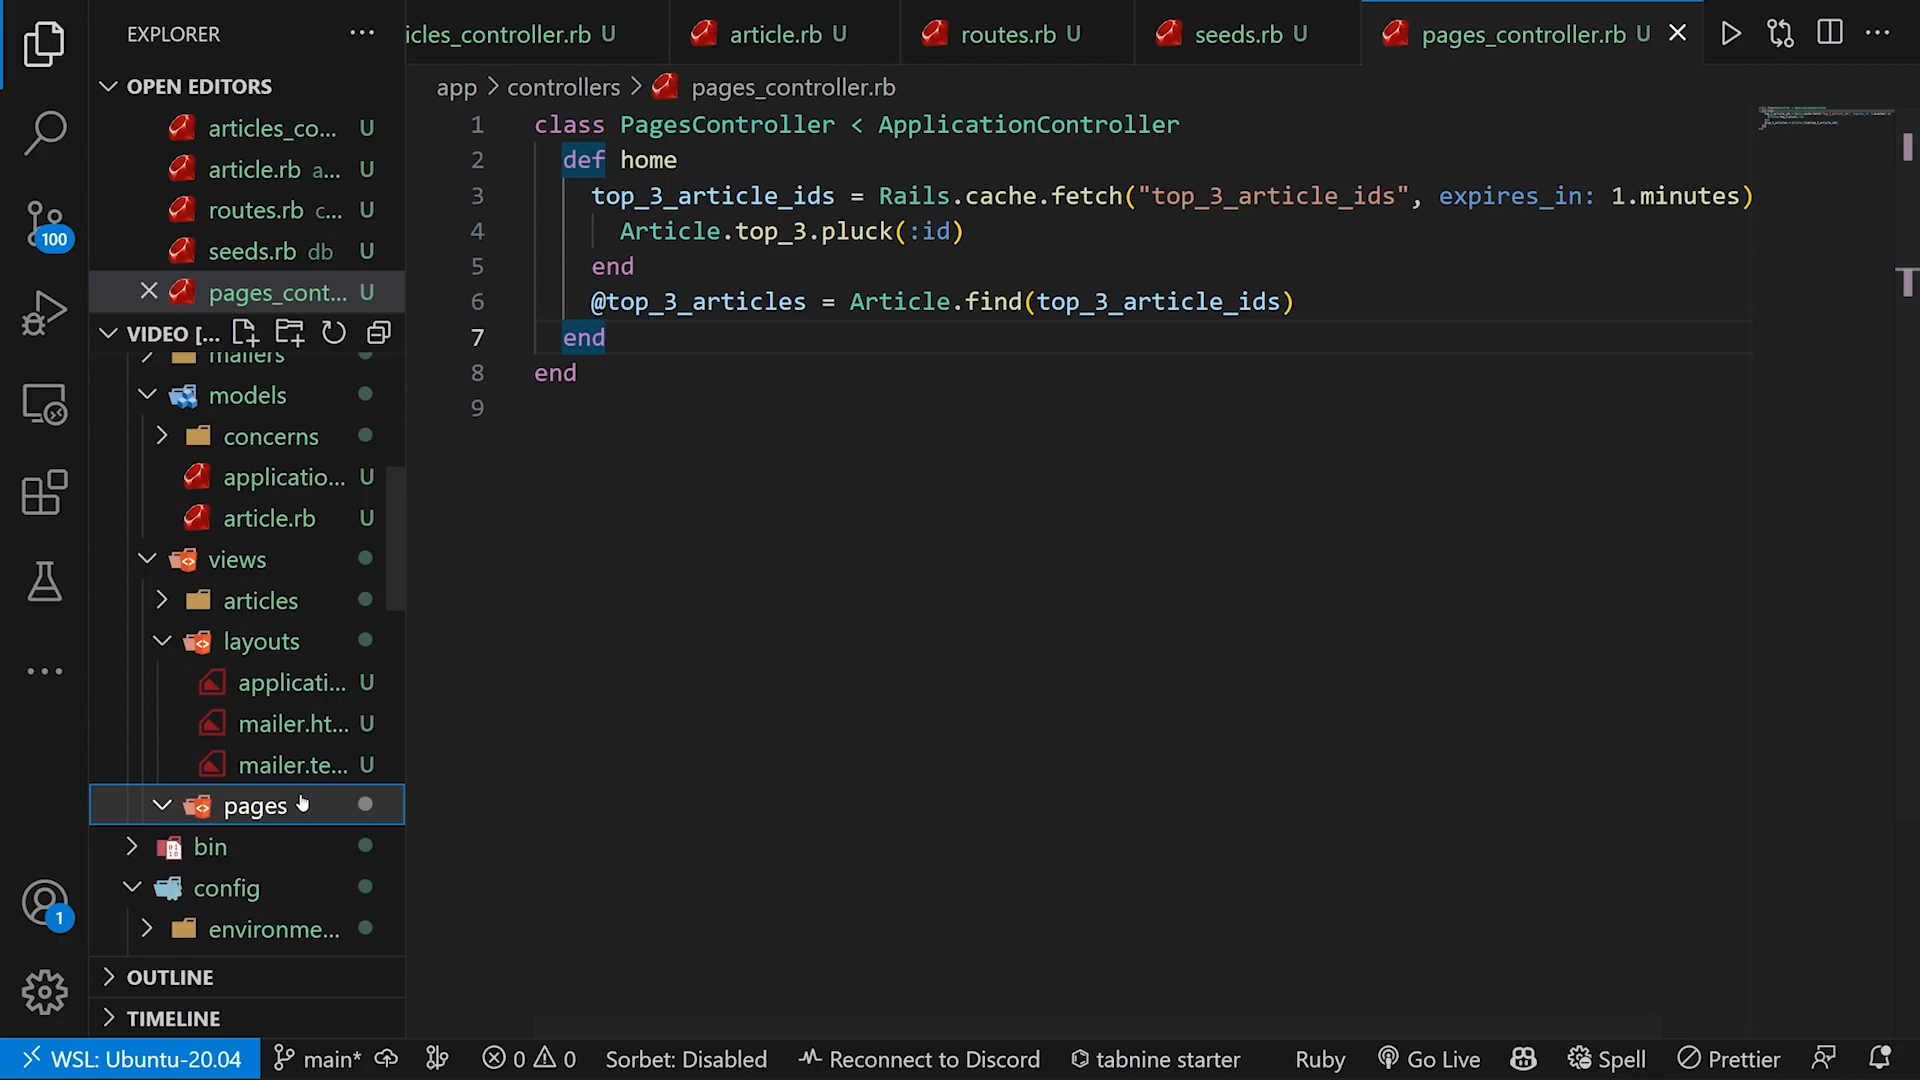 EXPLORER
icles_controller.rb U
article.rb U
routes.rb U
seeds.rb U
pages_controller.rb U
OPEN EDITORS
articles_co... U
article.rb a... U
routes.rb c... U
seeds.rb db U
pages_cont... U
VIDEO [...
mailers
models
concerns
applicatio... U
article.rb U
views
articles
layouts
applicati... U
mailer.ht... U
mailer.te... U
pages
bin
config
environme...
OUTLINE
TIMELINE
100
1
app > controllers > pages_controller.rb
1 class PagesController < ApplicationController
2 def home
3 top_3_article_ids = Rails.cache.fetch("top_3_article_ids", expires_in: 1.minutes)
4 Article.top_3.pluck(:id)
5 end
6 @top_3_articles = Article.find(top_3_article_ids)
7 end
8 end
9
WSL: Ubuntu-20.04 main* 0 0 Sorbet: Disabled Reconnect to Discord tabnine starter Ruby Go Live Spell Prettier